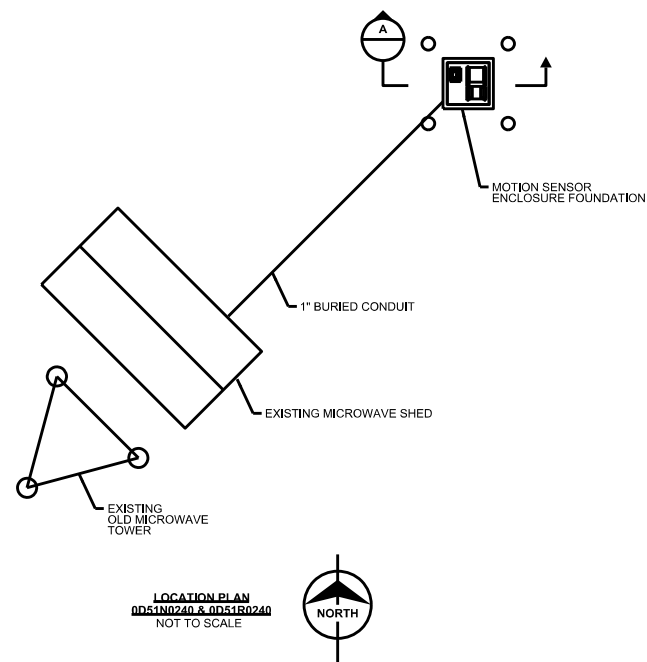 A
MOTION SENSOR
ENCLOSURE FOUNDATION
1" BURIED CONDUIT
EXISTING MICROWAVE SHED
EXISTING
OLD MICROWAVE
TOWER
LOCATION PLAN
0D51N0240 & 0D51R0240
NOT TO SCALE
NORTH